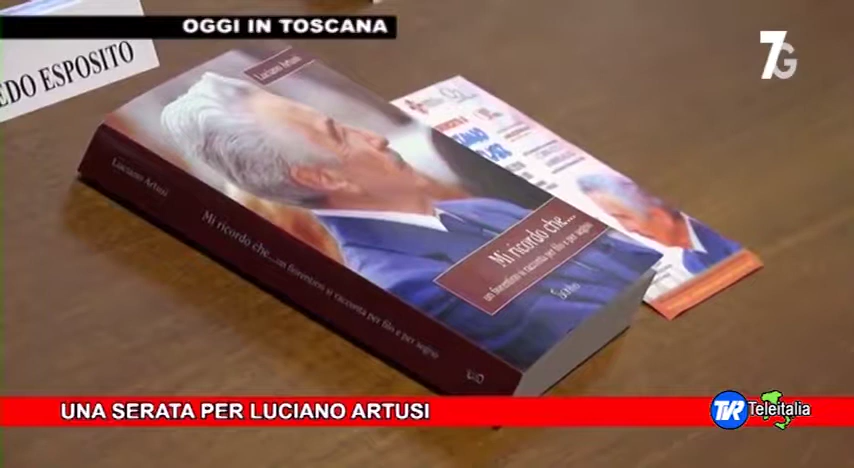 OGGI IN TOSCANA
7G
EDO ESPOSITO
Luciano Artusi
Mi ricordo che...
un fiorentino si racconta per filo e per segno
Luciano Artusi
Mi ricordo che...un fiorentino si racconta per filo e per segno
UNA SERATA PER LUCIANO ARTUSI
TVR
Teleitalia